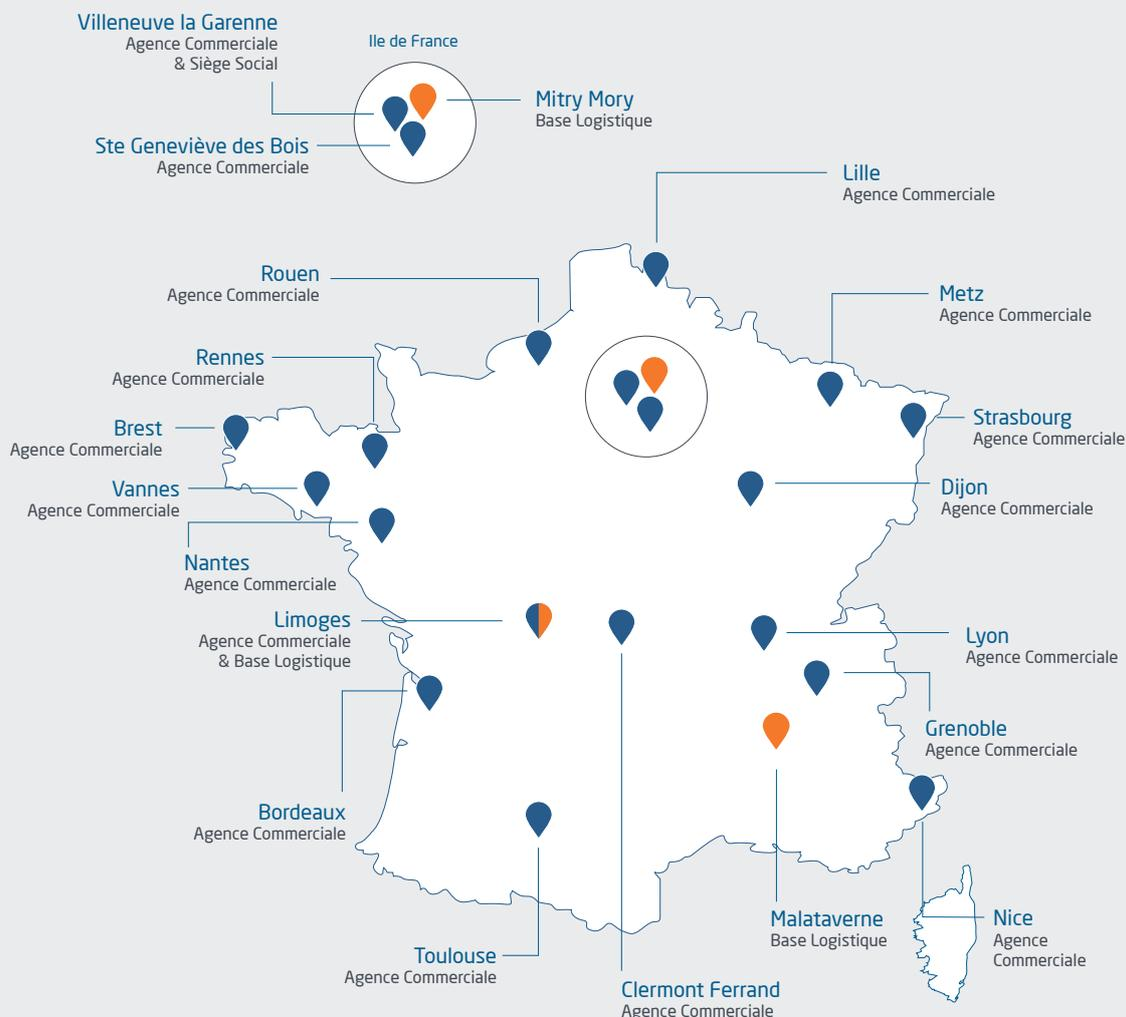 Villeneuve la Garenne
Agence Commerciale
& Siège Social
Ile de France
Mitry Mory
Base Logistique
Ste Geneviève des Bois
Agence Commerciale
Lille
Agence Commerciale
Rouen
Agence Commerciale
Metz
Agence Commerciale
Rennes
Agence Commerciale
Strasbourg
Agence Commerciale
Brest
Agence Commerciale
Vannes
Agence Commerciale
Dijon
Agence Commerciale
Nantes
Agence Commerciale
Limoges
Agence Commerciale
& Base Logistique
Lyon
Agence Commerciale
Grenoble
Agence Commerciale
Bordeaux
Agence Commerciale
Malataverne
Base Logistique
Nice
Agence
Commerciale
Toulouse
Agence Commerciale
Clermont Ferrand
Agence Commerciale